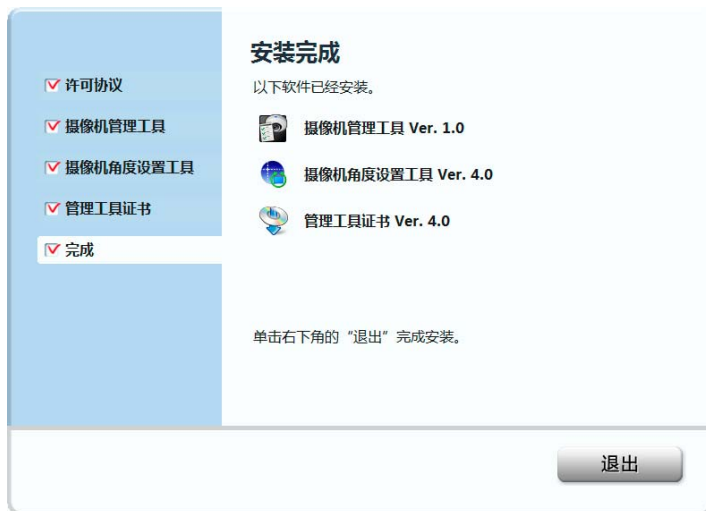 安装完成
以下软件已经安装。
许可协议
摄像机管理工具
摄像机角度设置工具
管理工具证书
完成
摄像机管理工具 Ver. 1.0
摄像机角度设置工具 Ver. 4.0
管理工具证书 Ver. 4.0
单击右下角的“退出”完成安装。
退出